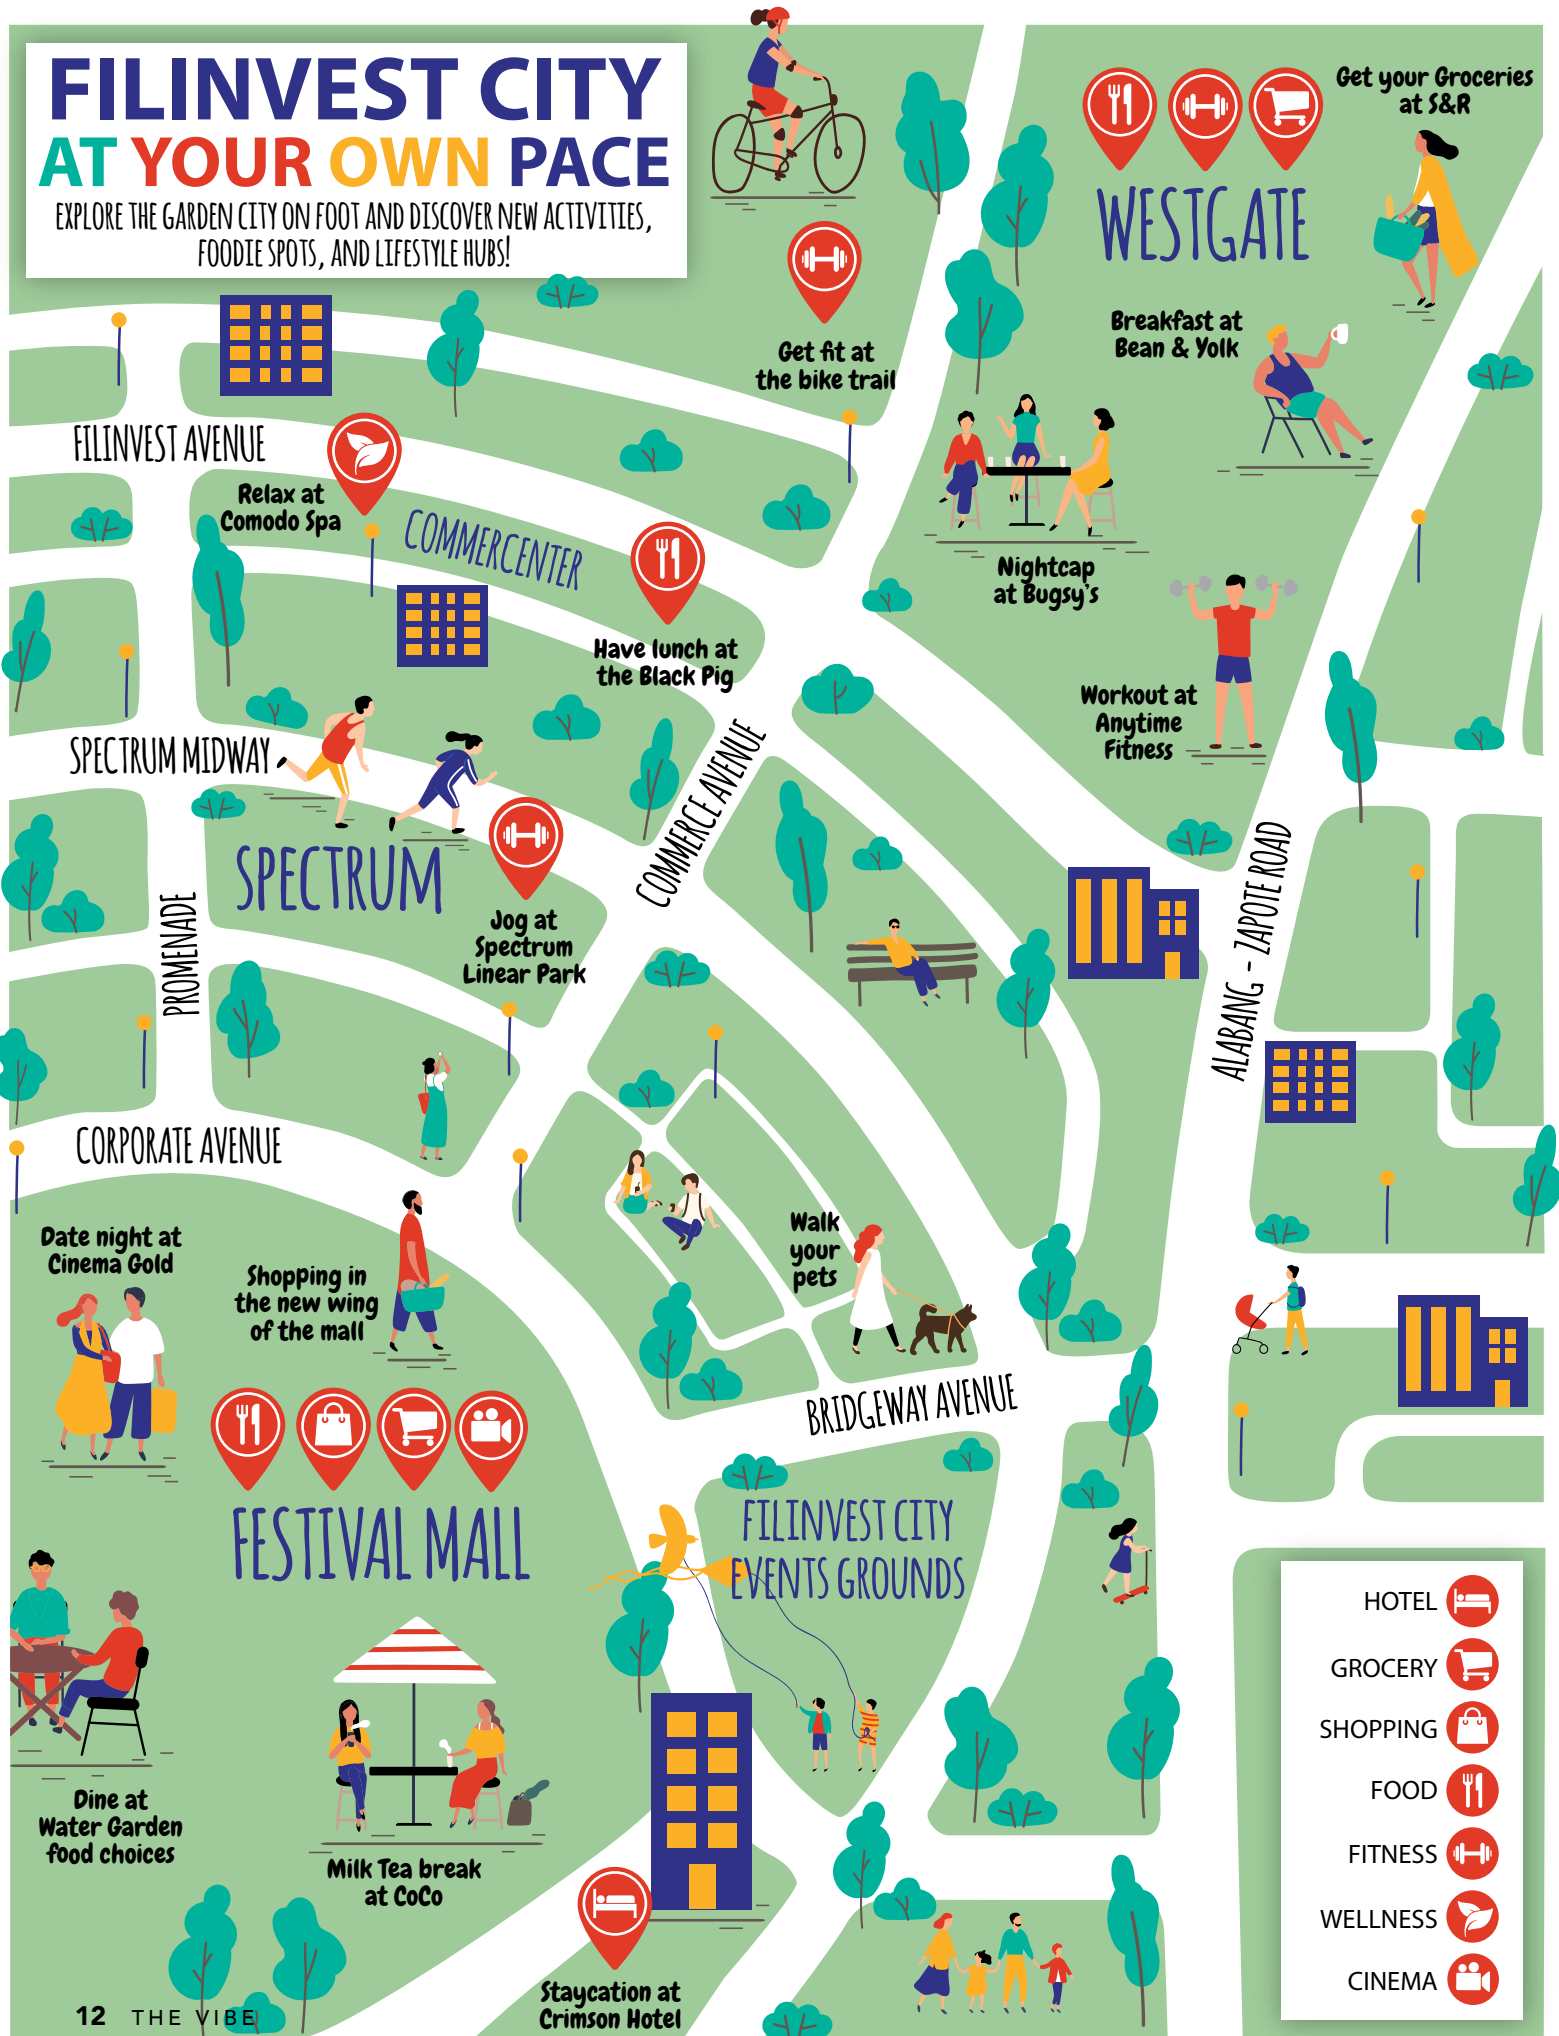 FILINVEST CITY
AT YOUR OWN PACE
EXPLORE THE GARDEN CITY ON FOOT AND DISCOVER NEW ACTIVITIES,
FOODIE SPOTS, AND LIFESTYLE HUBS!
Get your Groceries
at S&R
WESTGATE
Breakfast at
Bean & Yolk
Get fit at
the bike trail
FILINVEST AVENUE
Relax at
Comodo Spa
COMMERCENTER
Nightcap
at Bugsy's
Have lunch at
the Black Pig
Workout at
Anytime
Fitness
SPECTRUM MIDWAY
COMMERCE AVENUE
SPECTRUM
Jog at
Spectrum
Linear Park
PROMENADE
ALABANG - ZAPOTE ROAD
CORPORATE AVENUE
Date night at
Cinema Gold
Shopping in
the new wing
of the mall
Walk
your
pets
BRIDGEWAY AVENUE
FESTIVAL MALL
FILINVEST CITY
EVENTS GROUNDS
Dine at
Water Garden
food choices
Milk Tea break
at CoCo
Staycation at
Crimson Hotel
HOTEL
GROCERY
SHOPPING
FOOD
FITNESS
WELLNESS
CINEMA
12 THE VIBE